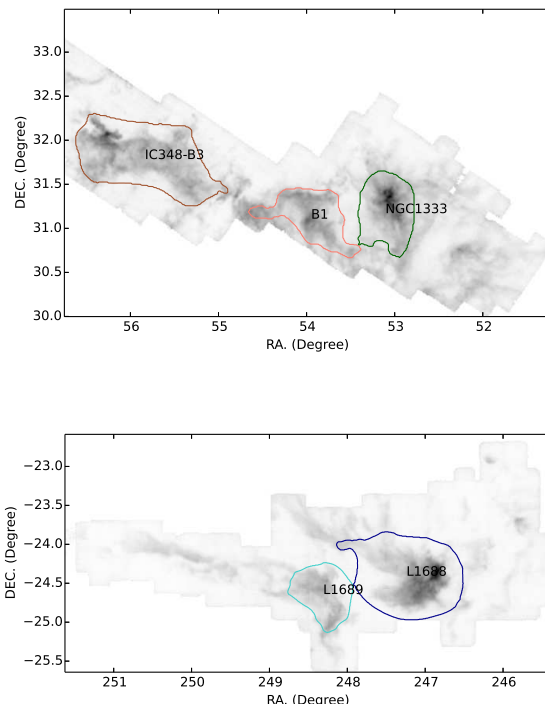 33.0
32.5
32.0
31.5
31.0
30.5
30.0
DEC. (Degree)
IC348-B3
B1
NGC1333
56 55 54 53 52
RA. (Degree)
−23.0
−23.5
−24.0
−24.5
−25.0
−25.5
DEC. (Degree)
L1688
L1689
251 250 249 248 247 246
RA. (Degree)